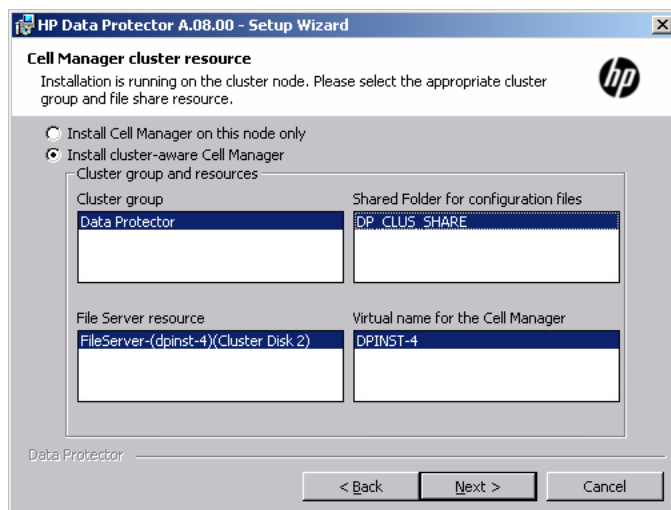 HP Data Protector A.08.00 - Setup Wizard
Cell Manager cluster resource
Installation is running on the cluster node. Please select the appropriate cluster
group and file share resource.
hp
Install Cell Manager on this node only
Install cluster-aware Cell Manager
Cluster group and resources
Cluster group
Shared Folder for configuration files
Data Protector
DP_CLUS_SHARE
File Server resource
Virtual name for the Cell Manager
FileServer-(dpinst-4)(Cluster Disk 2)
DPINST-4
Data Protector
< Back
Next >
Cancel